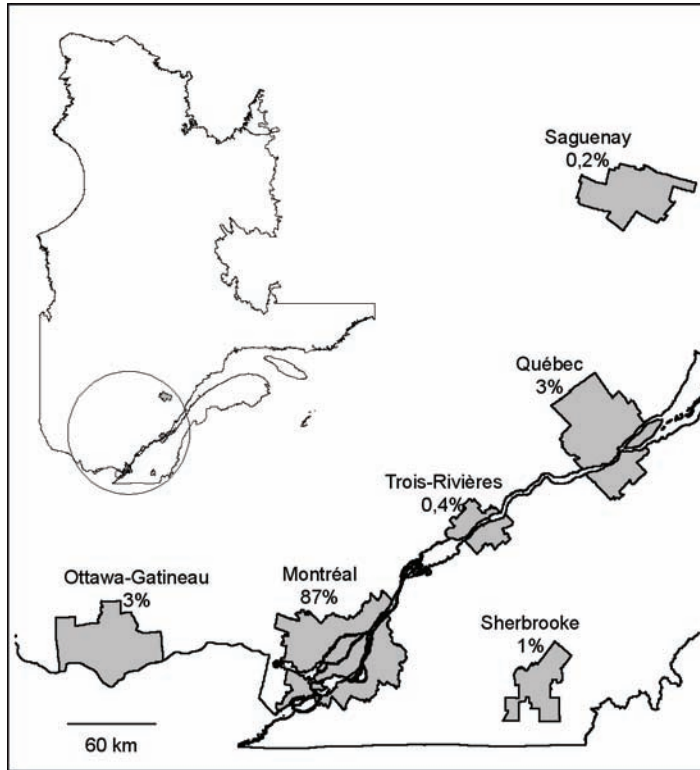 Saguenay
0,2%
Québec
3%
Trois-Rivières
0,4%
Ottawa-Gatineau
3%
Montréal
87%
Sherbrooke
1%
60 km